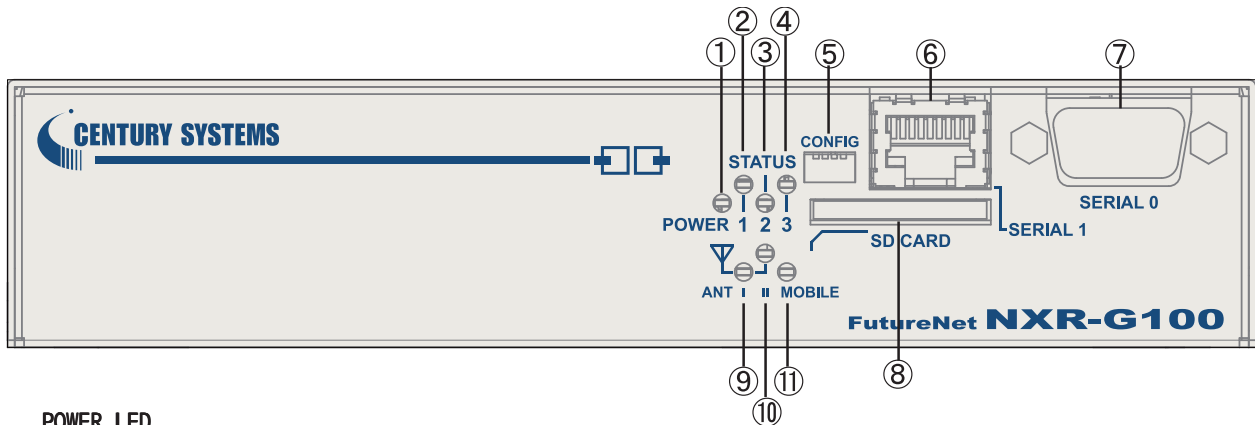 ② ④
① ③ ⑤ ⑥ ⑦
CENTURY SYSTEMS
CONFIG
STATUS
SERIAL 0
POWER 1 2 3
SERIAL 1
SD CARD
ANT I II MOBILE
FutureNet NXR-G100
⑨ ⑪ ⑧
⑩
POWER LED